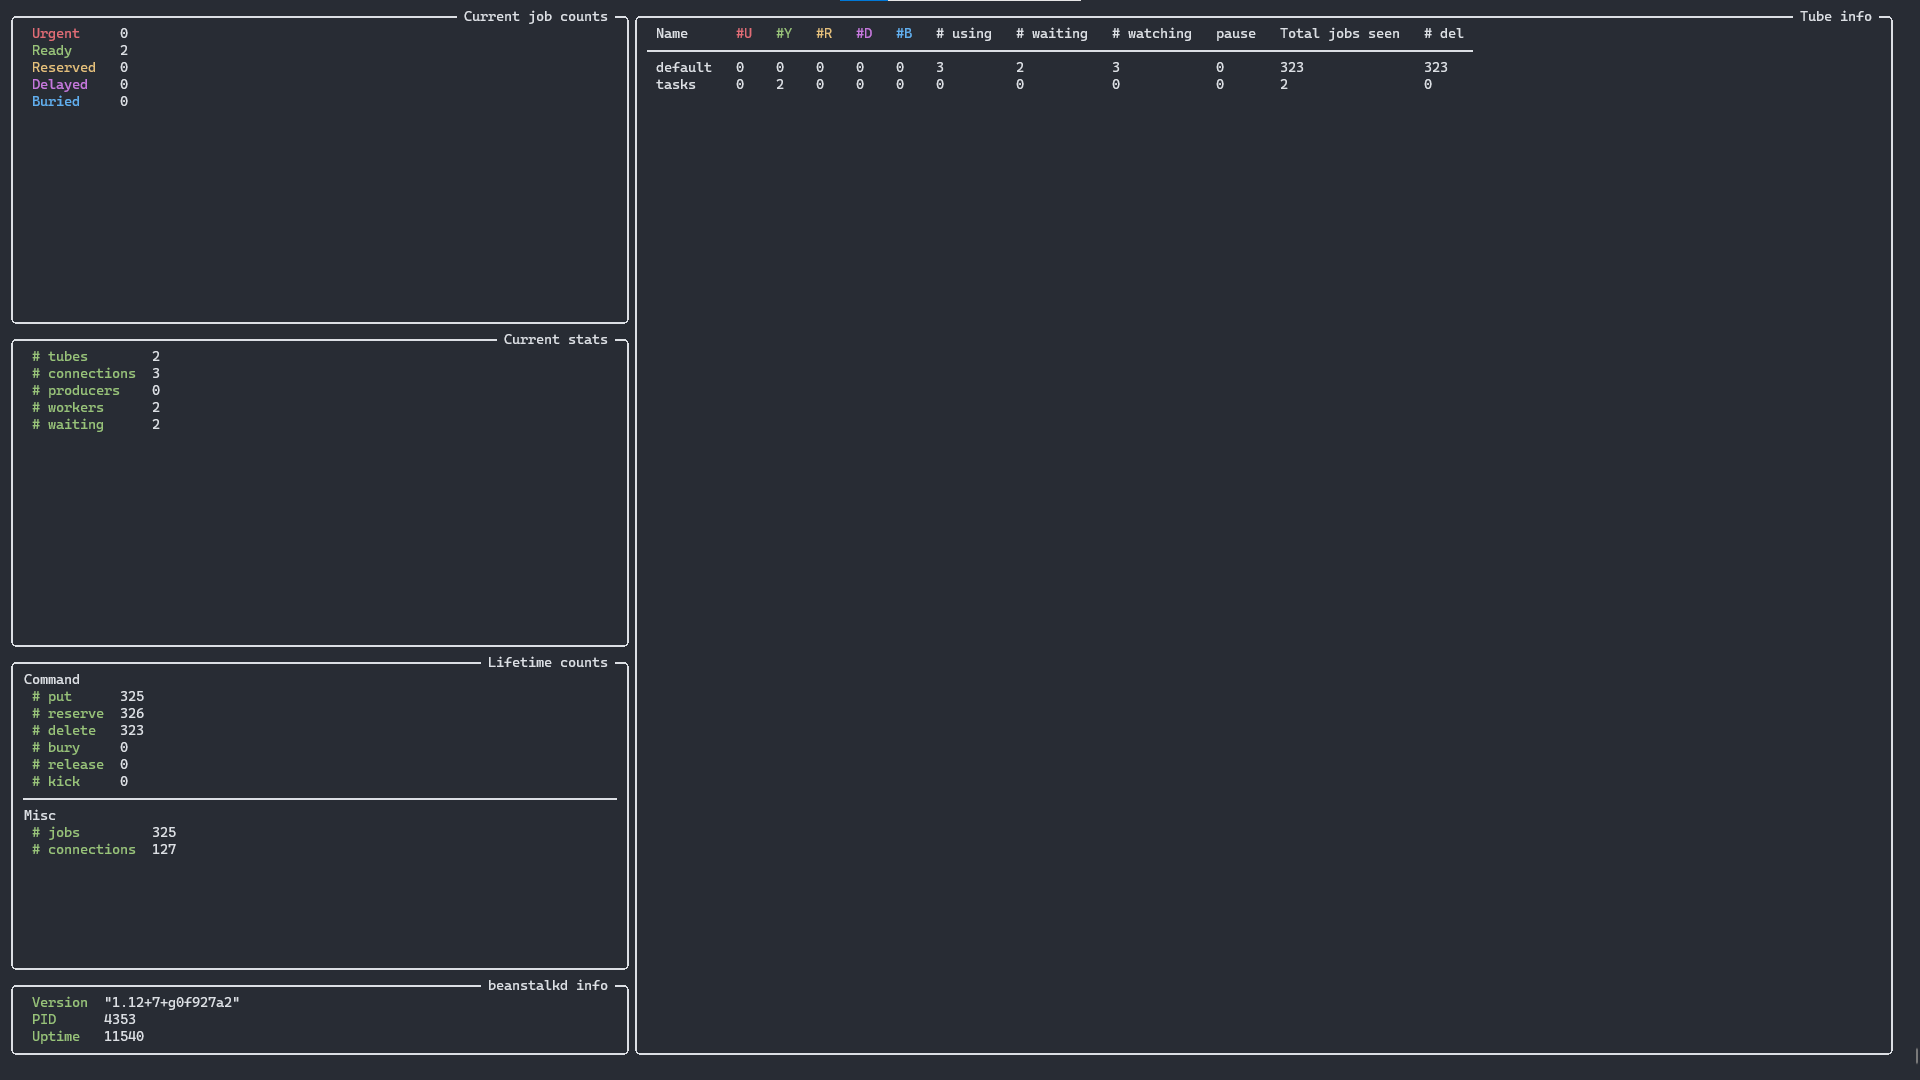 Current job counts
Urgent 0
Ready 2
Reserved 0
Delayed 0
Buried 0
Current stats
# tubes 2
# connections 3
# producers 0
# workers 2
# waiting 2
Lifetime counts
Command
# put 325
# reserve 326
# delete 323
# bury 0
# release 0
# kick 0
Misc
# jobs 325
# connections 127
beanstalkd info
Version "1.12+7+g0f927a2"
PID 4353
Uptime 11540
Tube info
Name #U #Y #R #D #B # using # waiting # watching pause Total jobs seen # del
default 0 0 0 0 0 3 2 3 0 323 323
tasks 0 2 0 0 0 0 0 0 0 2 0